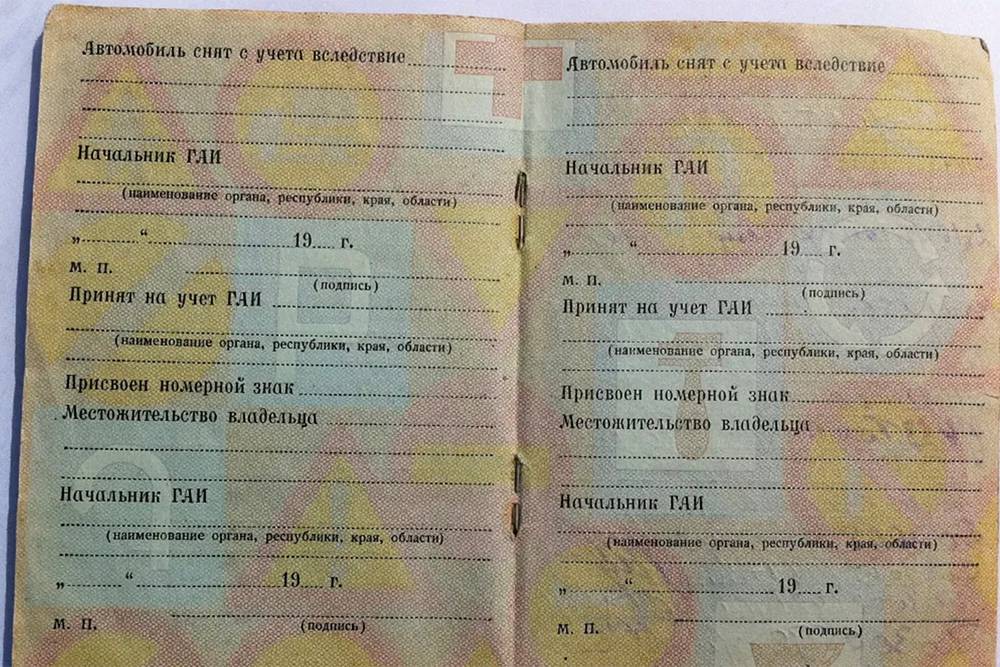 Автомобиль снят с учета вследствие
Начальник ГАИ
(наименование органа, республики, края, области)
„ “ 19 г.
М. П.
(подпись)
Принят на учет ГАИ
(наименование органа, республики, края, области)
Присвоен номерной знак
Местожительство владельца
Начальник ГАИ
(наименование органа, республики, края, области)
„ “ 19 г.
М. П.
(подпись)
Автомобиль снят с учета вследствие
Начальник ГАИ
(наименование органа, республики, края, области)
„ “ 19 г.
М. П.
(подпись)
Принят на учет ГАИ
(наименование органа, республики, края, области)
Присвоен номерной знак
Местожительство владельца
Начальник ГАИ
(наименование органа, республики, края, области)
„ “ 19 г.
М. П.
(подпись)